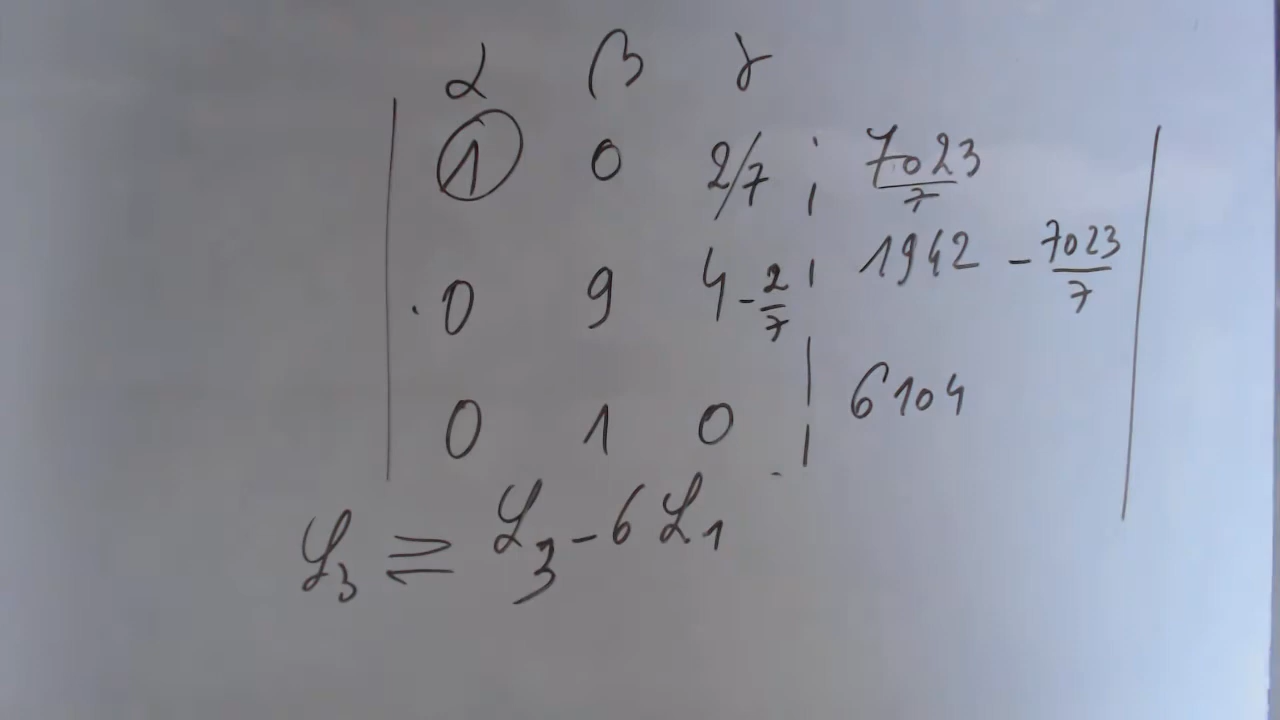 α β γ
1 0 2/7 ¦ 7023/7
0 9 4-2/7 ¦ 1942 - 7023/7
0 1 0 ¦ 6104
L₃ ⇌ L₃ - 6 L₁